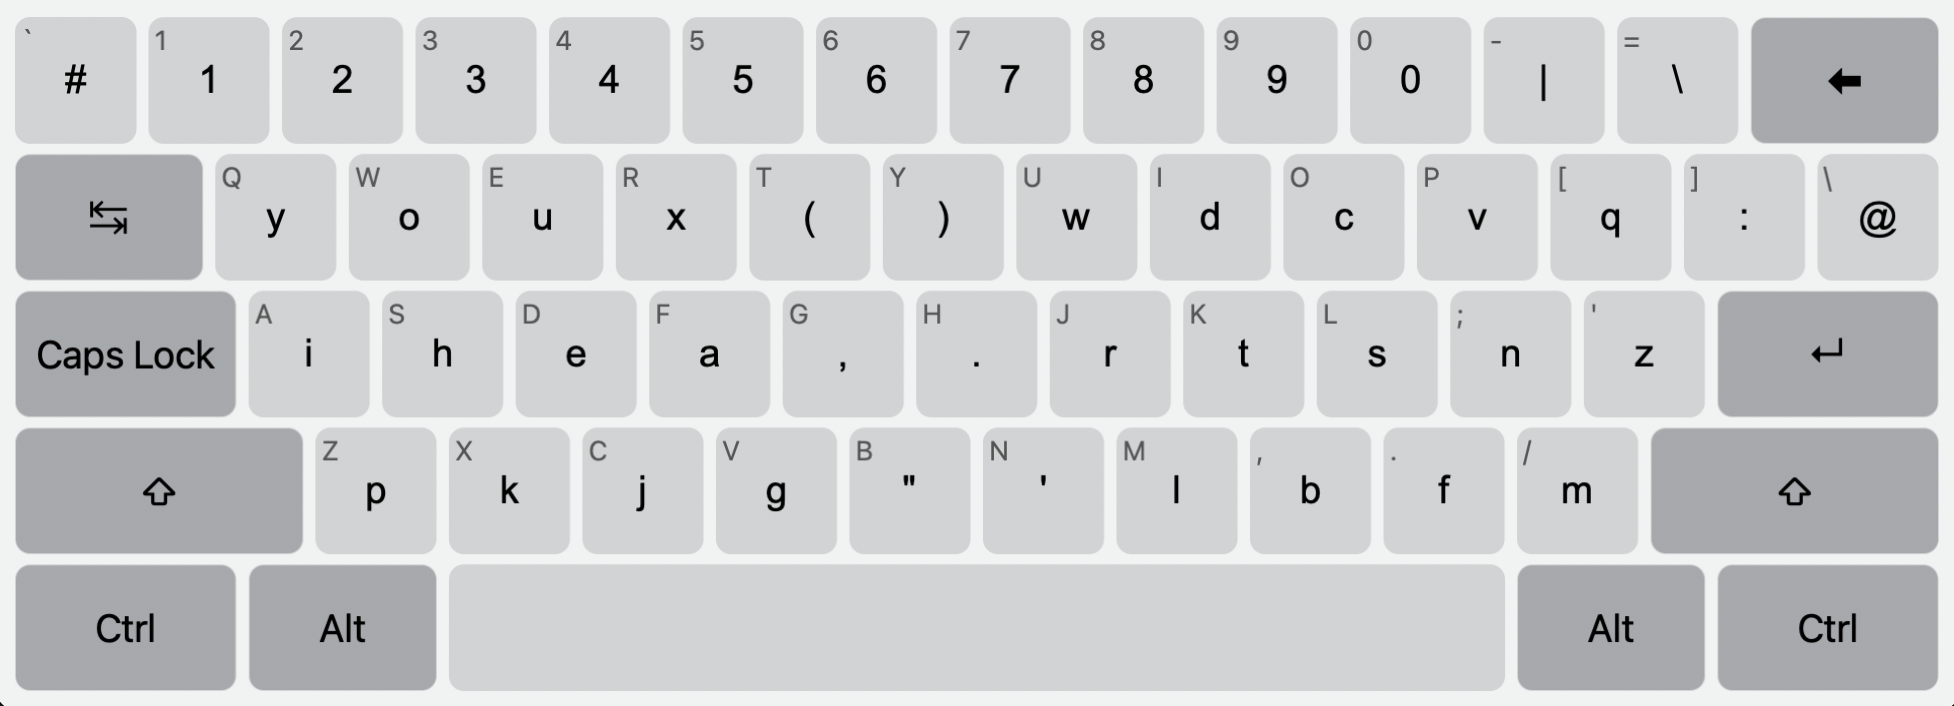 ` # 1 1 2 2 3 3 4 4 5 5 6 6 7 7 8 8 9 9 0 0 - | = \
Q y W o E u R x T ( Y ) U w I d O c P v [ q ] : \ @
Caps Lock A i S h D e F a G , H . J r K t L s ; n ' z
Z p X k C j V g B " N ' M l , b . f / m
Ctrl Alt Alt Ctrl